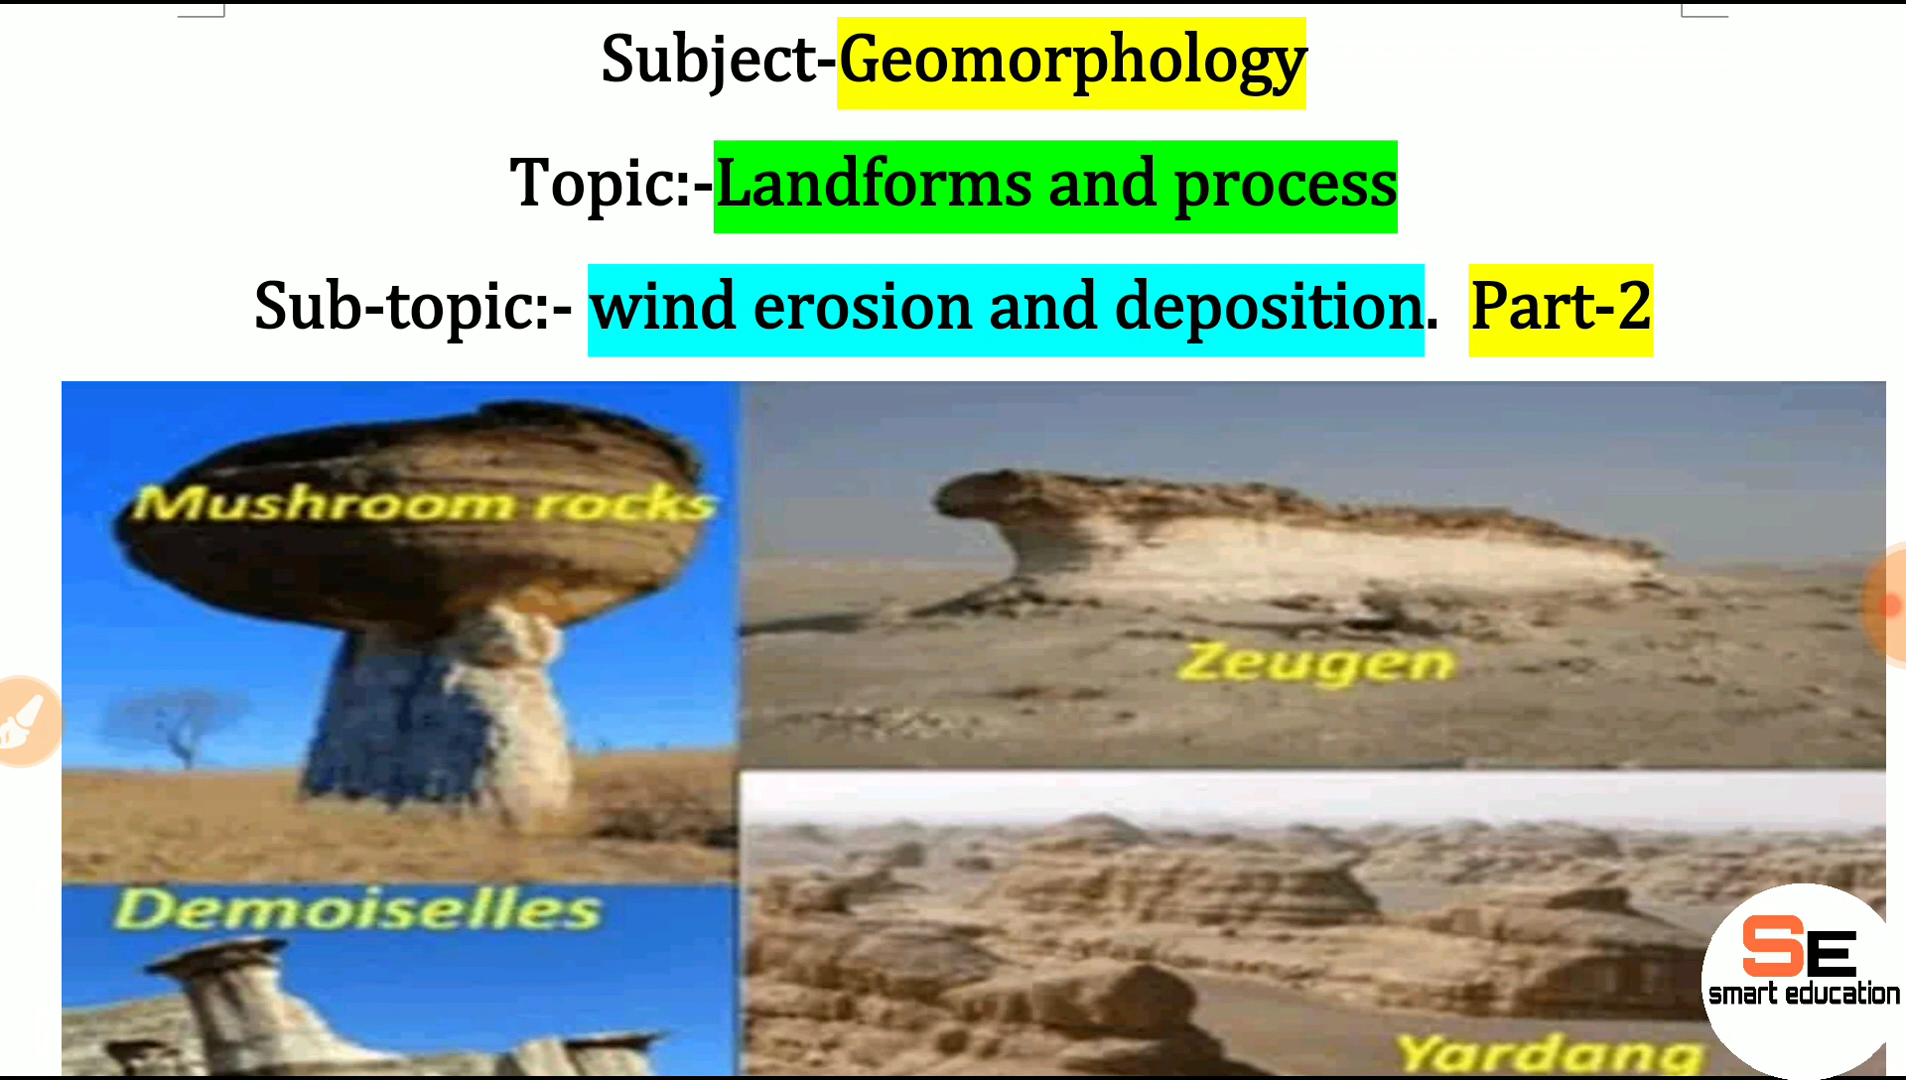 Subject-Geomorphology
Topic:-Landforms and process
Sub-topic:- wind erosion and deposition. Part-2
Mushroom rocks
Zeugen
Demoiselles
Yardang
SE
smart education